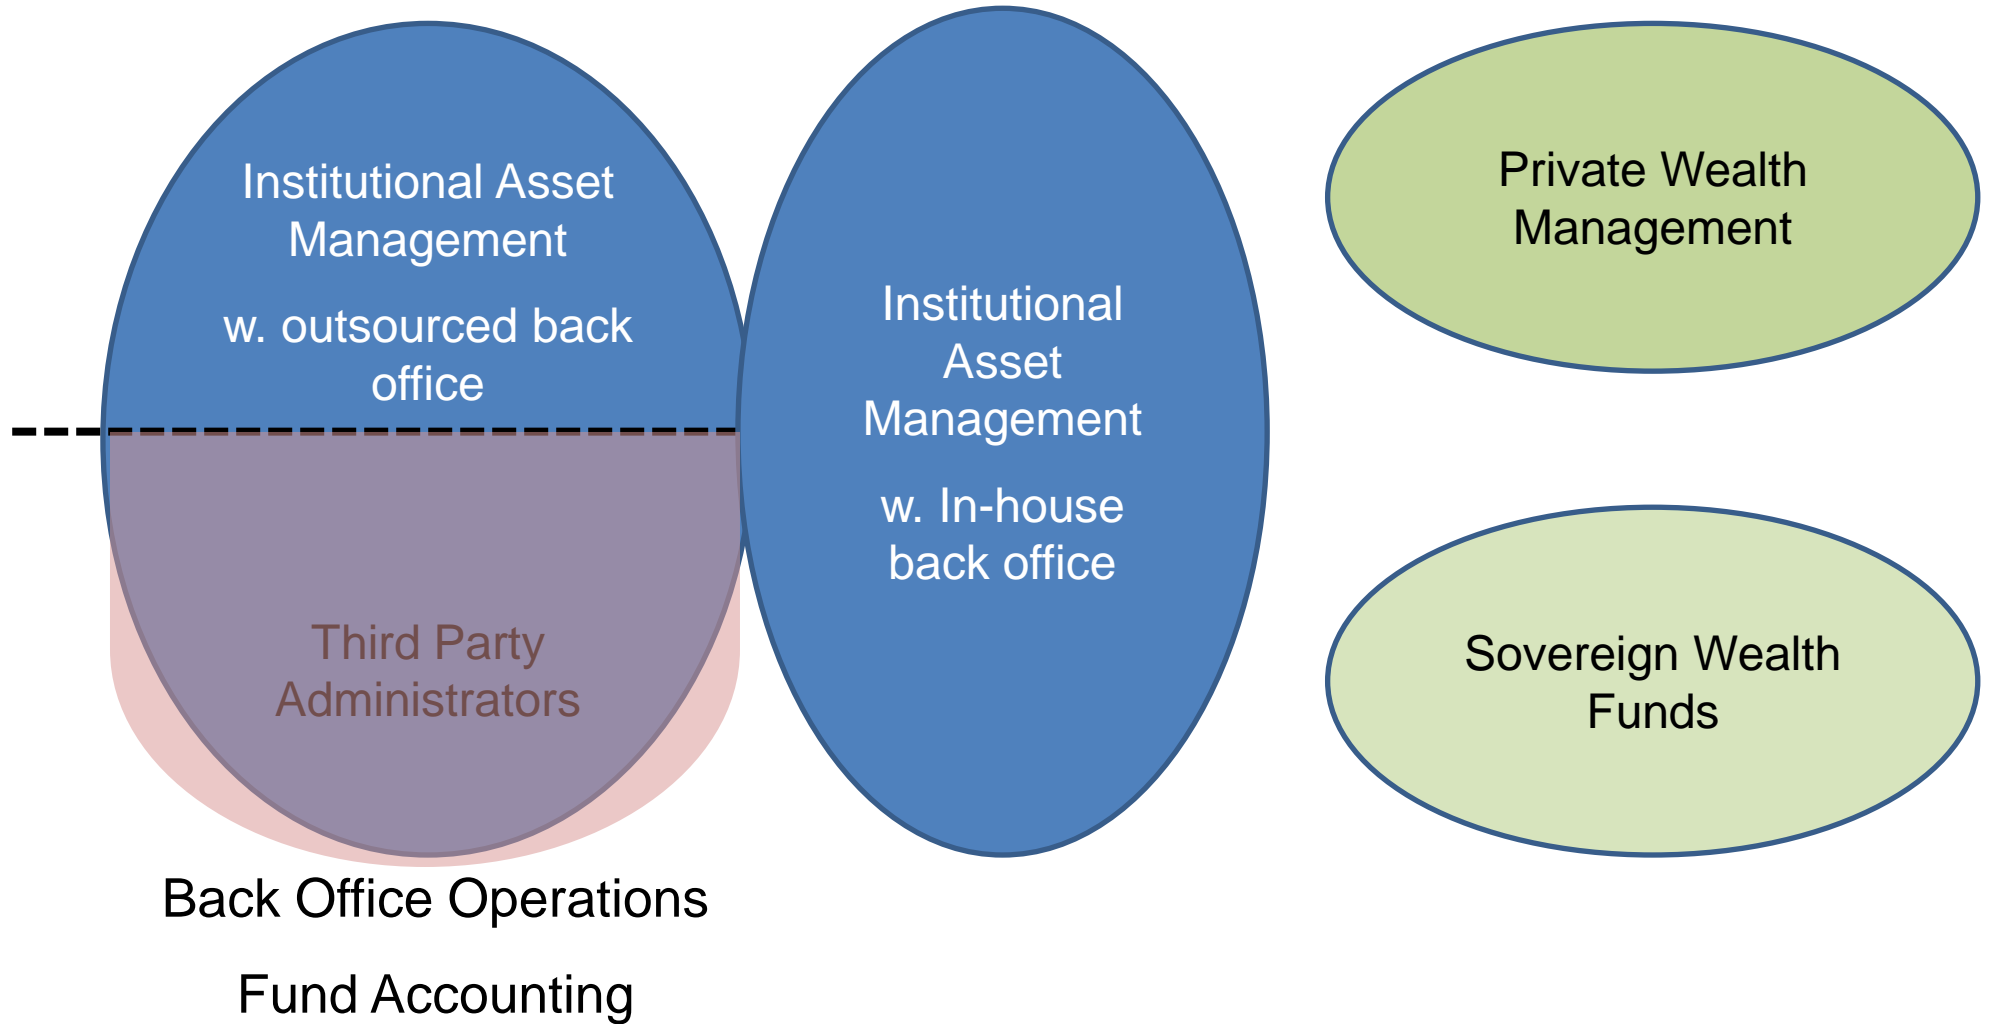 Institutional Asset
Management
w. outsourced back
office
Third Party
Administrators
Back Office Operations
Fund Accounting
Institutional
Asset
Management
w. In-house
back office
Private Wealth
Management
Sovereign Wealth
Funds